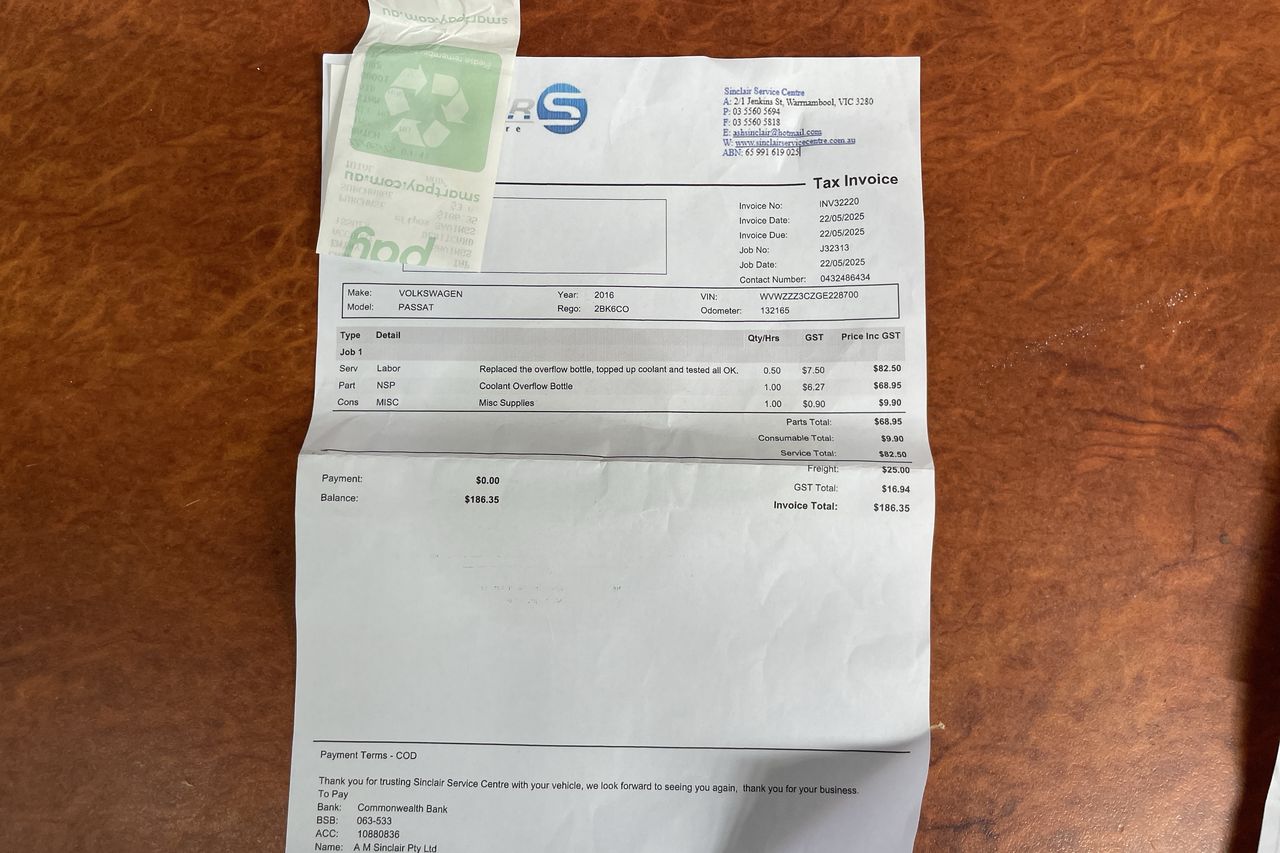 smartpay.com.au
Please remember
smartpay.com.au
pay
R S
re
Sinclair Service Centre
A: 2/1 Jenkins St, Warrnambool, VIC 3280
P: 03 5560 5694
F: 03 5560 5818
E: ashsinclair@hotmail.com
W: www.sinclairservicecentre.com.au
ABN: 65 991 619 025
Tax Invoice
Invoice No: INV32220
Invoice Date: 22/05/2025
Invoice Due: 22/05/2025
Job No: J32313
Job Date: 22/05/2025
Contact Number: 0432486434
Make: VOLKSWAGEN Year: 2016 VIN: WVWZZZ3CZGE228700
Model: PASSAT Rego: 2BK6CO Odometer: 132165
Type Detail Qty/Hrs GST Price Inc GST
Job 1
Serv Labor Replaced the overflow bottle, topped up coolant and tested all OK. 0.50 $7.50 $82.50
Part NSP Coolant Overflow Bottle 1.00 $6.27 $68.95
Cons MISC Misc Supplies 1.00 $0.90 $9.90
Parts Total: $68.95
Consumable Total: $9.90
Service Total: $82.50
Freight: $25.00
Payment: $0.00 GST Total: $16.94
Balance: $186.35 Invoice Total: $186.35
Payment Terms - COD
Thank you for trusting Sinclair Service Centre with your vehicle, we look forward to seeing you again, thank you for your business.
To Pay
Bank: Commonwealth Bank
BSB: 063-533
ACC: 10880836
Name: A M Sinclair Pty Ltd